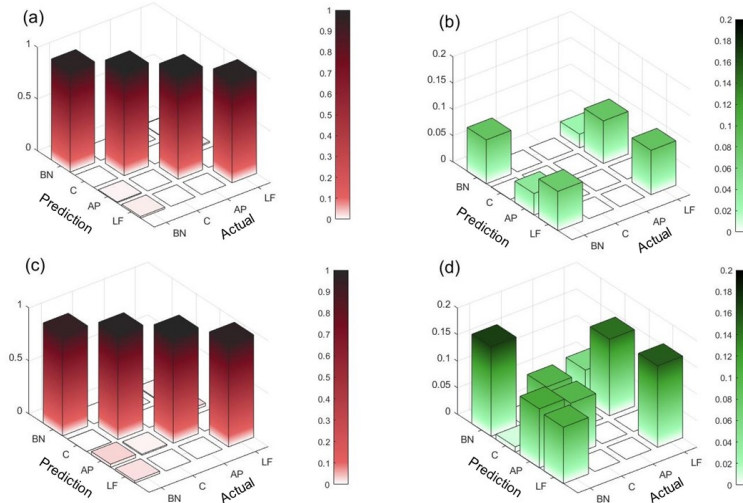 (a)
1
0.5
0
BN
C
AP
LF
Prediction
BN
C
AP
LF
Actual
1
0.9
0.8
0.7
0.6
0.5
0.4
0.3
0.2
0.1
0
(b)
0.2
0.15
0.1
0.05
0
BN
C
AP
LF
Prediction
BN
C
AP
LF
Actual
0.2
0.18
0.16
0.14
0.12
0.1
0.08
0.06
0.04
0.02
0
(c)
1
0.5
0
BN
C
AP
LF
Prediction
BN
C
AP
LF
Actual
1
0.9
0.8
0.7
0.6
0.5
0.4
0.3
0.2
0.1
0
(d)
0.2
0.15
0.1
0.05
0
BN
C
AP
LF
Prediction
BN
C
AP
LF
Actual
0.2
0.18
0.16
0.14
0.12
0.1
0.08
0.06
0.04
0.02
0